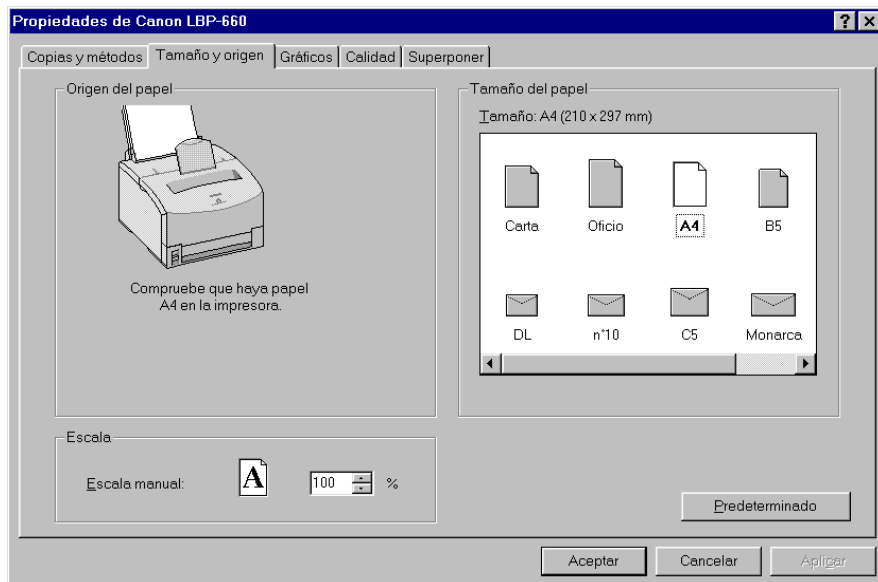 Propiedades de Canon LBP-660
Copias y métodos Tamaño y origen Gráficos Calidad Superponer
Origen del papel
Compruebe que haya papel
A4 en la impresora.
Tamaño del papel
Tamaño: A4 (210 x 297 mm)
Carta Oficio A4 B5
DL n°10 C5 Monarca
Escala
Escala manual: A 100 %
Predeterminado
Aceptar Cancelar Aplicar